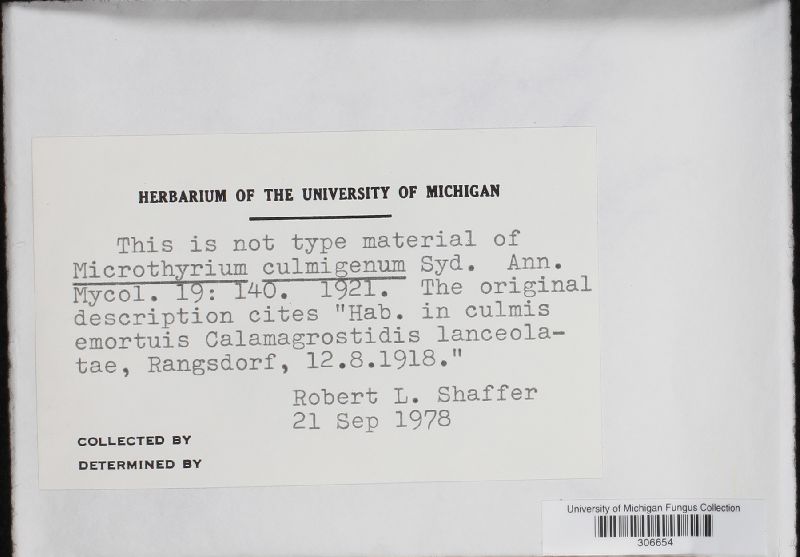 HERBARIUM OF THE UNIVERSITY OF MICHIGAN
This is not type material of
Microthyrium culmigenum Syd. Ann.
Mycol. 19: 140. 1921. The original
description cites "Hab. in culmis
emortuis Calamagrostidis lanceola-
tae, Rangsdorf, 12.8.1918."
Robert L. Shaffer
21 Sep 1978
COLLECTED BY
DETERMINED BY
University of Michigan Fungus Collection
306654